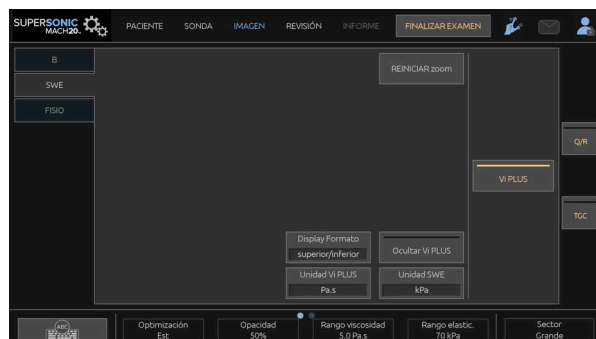 SUPERSONIC
MACH20.
PACIENTE SONDA IMAGEN REVISIÓN INFORME FINALIZAR EXAMEN
B
SWE
FISIO
REINICIAR zoom
Q/R
Vi PLUS
TGC
Display Formato
superior/inferior
Ocultar Vi PLUS
Unidad Vi PLUS
Pa.s
Unidad SWE
kPa
ABC
Optimización
Est
Opacidad
50%
Rango viscosidad
5.0 Pa.s
Rango elastic.
70 kPa
Sector
Grande